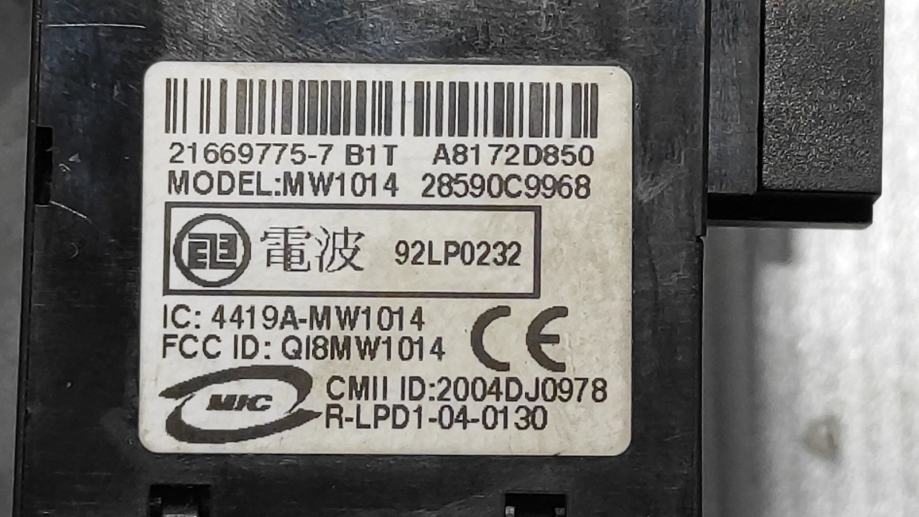 21669775-7 B1T A8172D850
MODEL:MW1014 28590C9968
電波 92LP0232
IC: 4419A-MW1014
FCC ID: QI8MW1014
CE
MIC
CMII ID:2004DJ0978
R-LPD1-04-0130